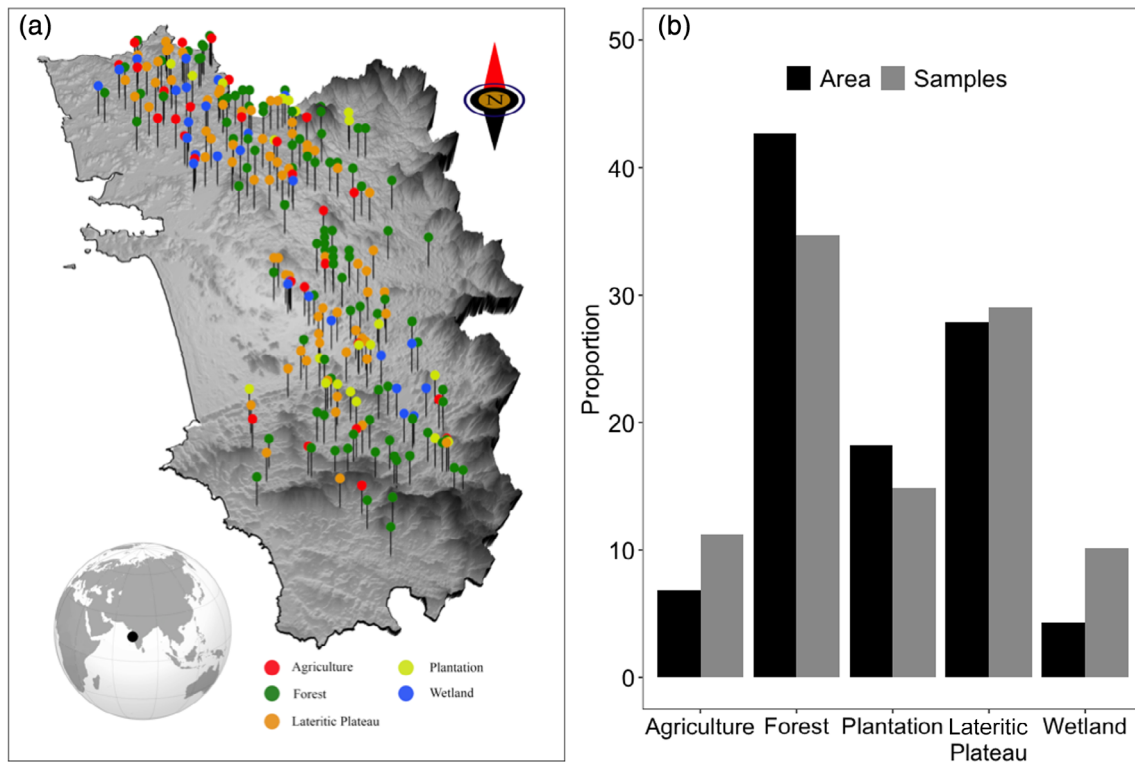 (a)
N
Agriculture
Forest
Lateritic Plateau
Plantation
Wetland
(b)
Area
Samples
Proportion
50
40
30
20
10
0
Agriculture
Forest
Plantation
Lateritic
Plateau
Wetland